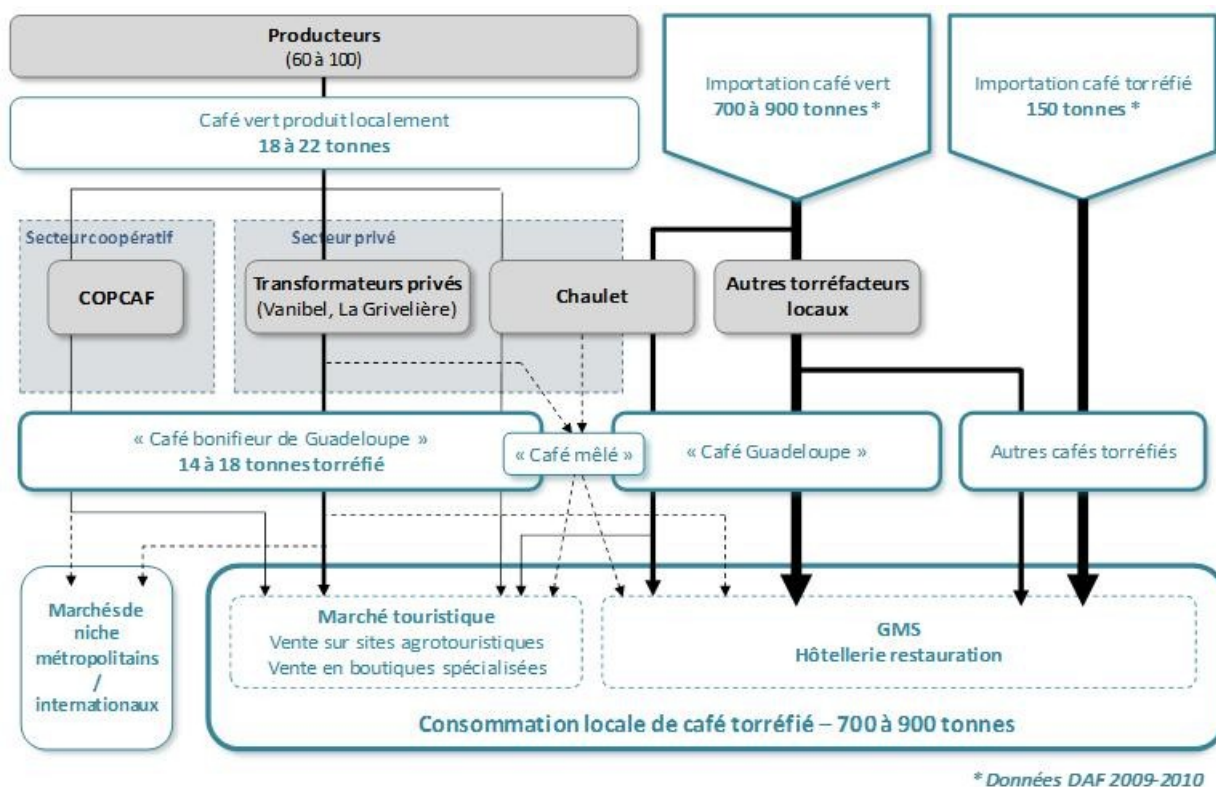 Producteurs
(60 à 100)
Importation café vert
700 à 900 tonnes *
Importation café torréfié
150 tonnes *
Café vert produit localement
18 à 22 tonnes
Secteur coopératif
Secteur privé
COPCAF
Transformateurs privés
(Vanibel, La Grivelière)
Chaulet
Autres torréfacteurs
locaux
« Café bonifieur de Guadeloupe »
14 à 18 tonnes torréfié
« Café mêlé »
« Café Guadeloupe »
Autres cafés torréfiés
Marchés de
niche
métropolitains
/
internationaux
Marché touristique
Vente sur sites agrotouristiques
Vente en boutiques spécialisées
GMS
Hôtellerie restauration
Consommation locale de café torréfié – 700 à 900 tonnes
* Données DAF 2009-2010